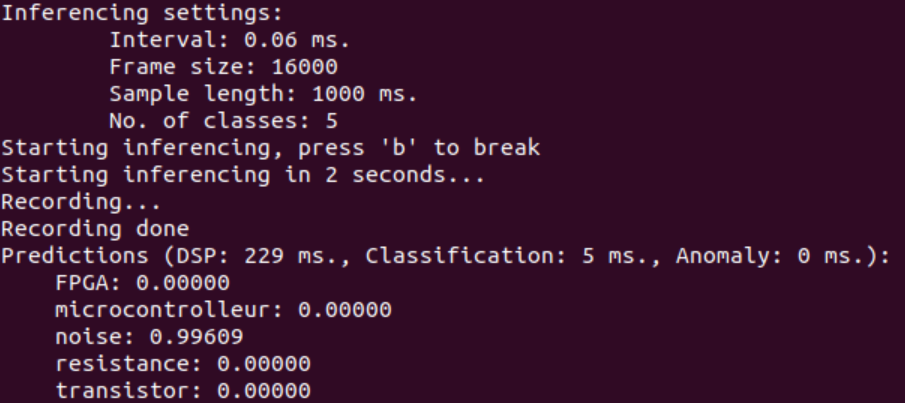 Inferencing settings:
Interval: 0.06 ms.
Frame size: 16000
Sample length: 1000 ms.
No. of classes: 5
Starting inferencing, press 'b' to break
Starting inferencing in 2 seconds...
Recording...
Recording done
Predictions (DSP: 229 ms., Classification: 5 ms., Anomaly: 0 ms.):
FPGA: 0.00000
microcontrolleur: 0.00000
noise: 0.99609
resistance: 0.00000
transistor: 0.00000